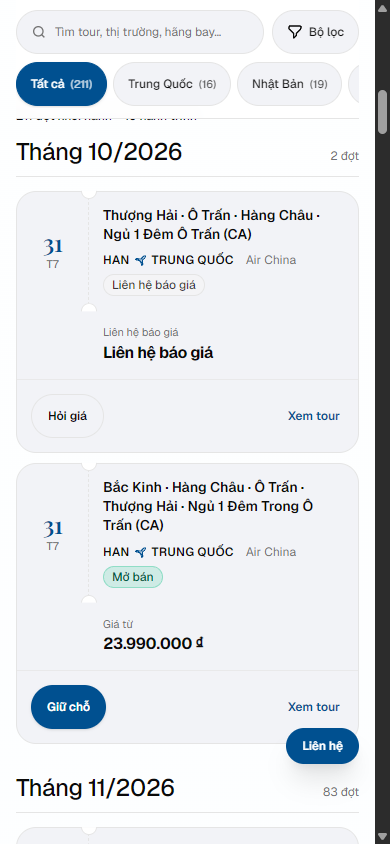 Tìm tour, thị trường, hãng bay...
Bộ lọc
Tất cả (211)
Trung Quốc (16)
Nhật Bản (19)
Tháng 10/2026
2 đợt
31
T7
Thượng Hải · Ô Trấn · Hàng Châu ·
Ngủ 1 Đêm Ô Trấn (CA)
HAN TRUNG QUỐC Air China
Liên hệ báo giá
Liên hệ báo giá
Liên hệ báo giá
Hỏi giá
Xem tour
31
T7
Bắc Kinh · Hàng Châu · Ô Trấn ·
Thượng Hải · Ngủ 1 Đêm Trong Ô
Trấn (CA)
HAN TRUNG QUỐC Air China
Mở bán
Giá từ
23.990.000 ₫
Giữ chỗ
Xem tour
Liên hệ
Tháng 11/2026
83 đợt